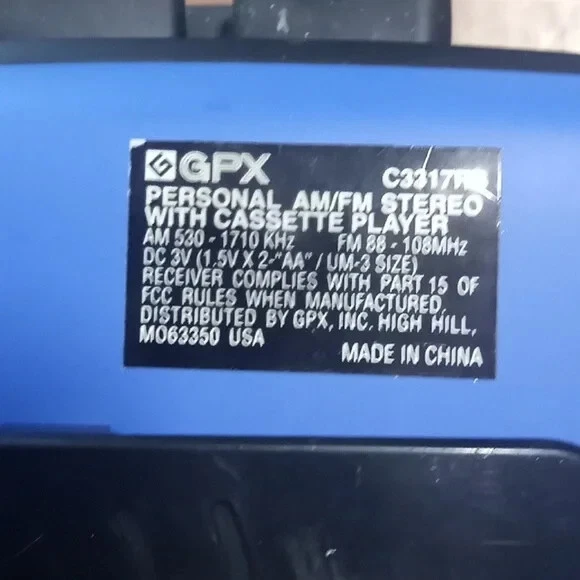 GPX
PERSONAL AM/FM STEREO
WITH CASSETTE PLAYER
AM 530 - 1710 KHz FM 88 - 108MHz
DC 3V (1.5V X 2-"AA" / UM-3 SIZE)
RECEIVER COMPLIES WITH PART 15 OF
FCC RULES WHEN MANUFACTURED.
DISTRIBUTED BY GPX, INC. HIGH HILL,
MO63350 USA
MADE IN CHINA